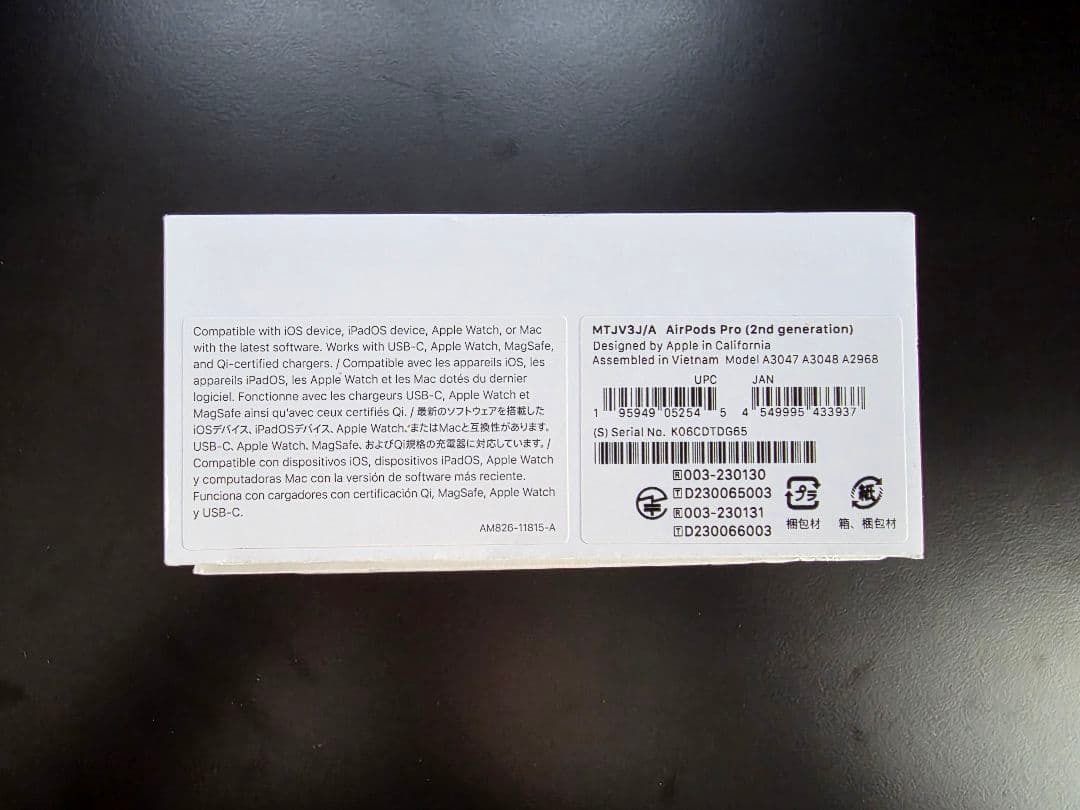 Compatible with iOS device, iPadOS device, Apple Watch, or Mac
with the latest software. Works with USB-C, Apple Watch, MagSafe,
and Qi-certified chargers. / Compatible avec les appareils iOS, les
appareils iPadOS, les Apple Watch et les Mac dotés du dernier
logiciel. Fonctionne avec les chargeurs USB-C, Apple Watch et
MagSafe ainsi qu'avec ceux certifiés Qi. / 最新のソフトウェアを搭載した
iOSデバイス、iPadOSデバイス、Apple Watch、またはMacと互換性があります。
USB-C、Apple Watch、MagSafe、およびQi規格の充電器に対応しています。/
Compatible con dispositivos iOS, dispositivos iPadOS, Apple Watch
y computadoras Mac con la versión de software más reciente.
Funciona con cargadores con certificación Qi, MagSafe, Apple Watch
y USB-C.
AM826-11815-A
MTJV3J/A AirPods Pro (2nd generation)
Designed by Apple in California
Assembled in Vietnam Model A3047 A3048 A2968
UPC JAN
1 95949 05254 5 4 549995 433937
(S) Serial No. K06CDTDG65
R 003-230130
T D230065003
R 003-230131
T D230066003
プラ 紙
梱包材 箱、梱包材